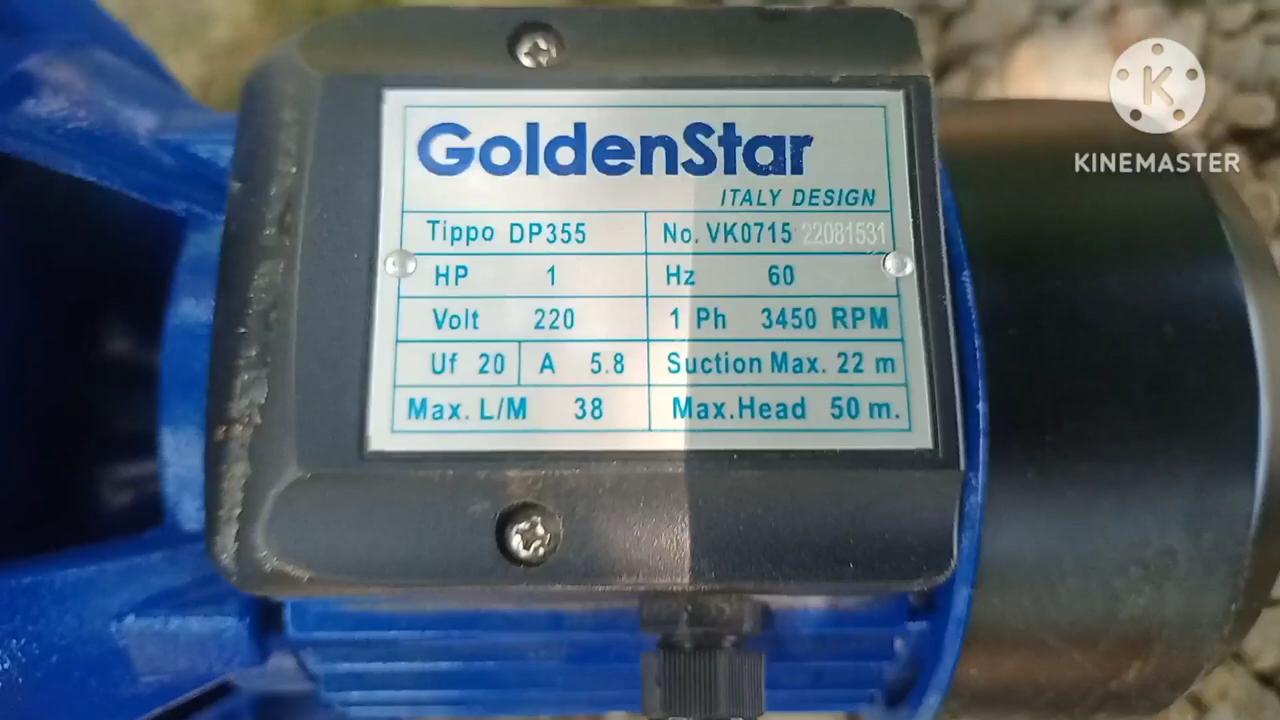 GoldenStar
ITALY DESIGN
Tippo DP355 No. VK0715 22081531
HP 1 Hz 60
Volt 220 1 Ph 3450 RPM
Uf 20 A 5.8 Suction Max. 22 m
Max. L/M 38 Max.Head 50 m.
K
KINEMASTER